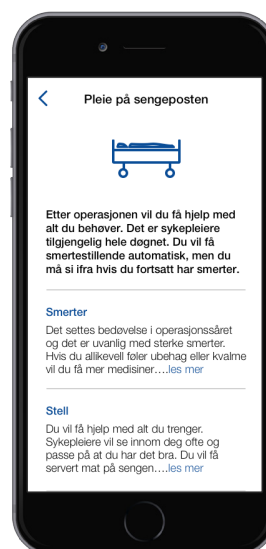 Pleie på sengeposten
Etter operasjonen vil du få hjelp med
alt du behøver. Det er sykepleiere
tilgjengelig hele døgnet. Du vil få
smertestillende automatisk, men du
må si ifra hvis du fortsatt har smerter.
Smerter
Det settes bedøvelse i operasjonssåret
og det er uvanlig med sterke smerter.
Hvis du allikevell føler ubehag eller kvalme
vil du få mer medisiner....les mer
Stell
Du vil få hjelp med alt du trenger.
Sykepleiere vil se innom deg ofte og
passe på at du har det bra. Du vil få
servert mat på sengen....les mer